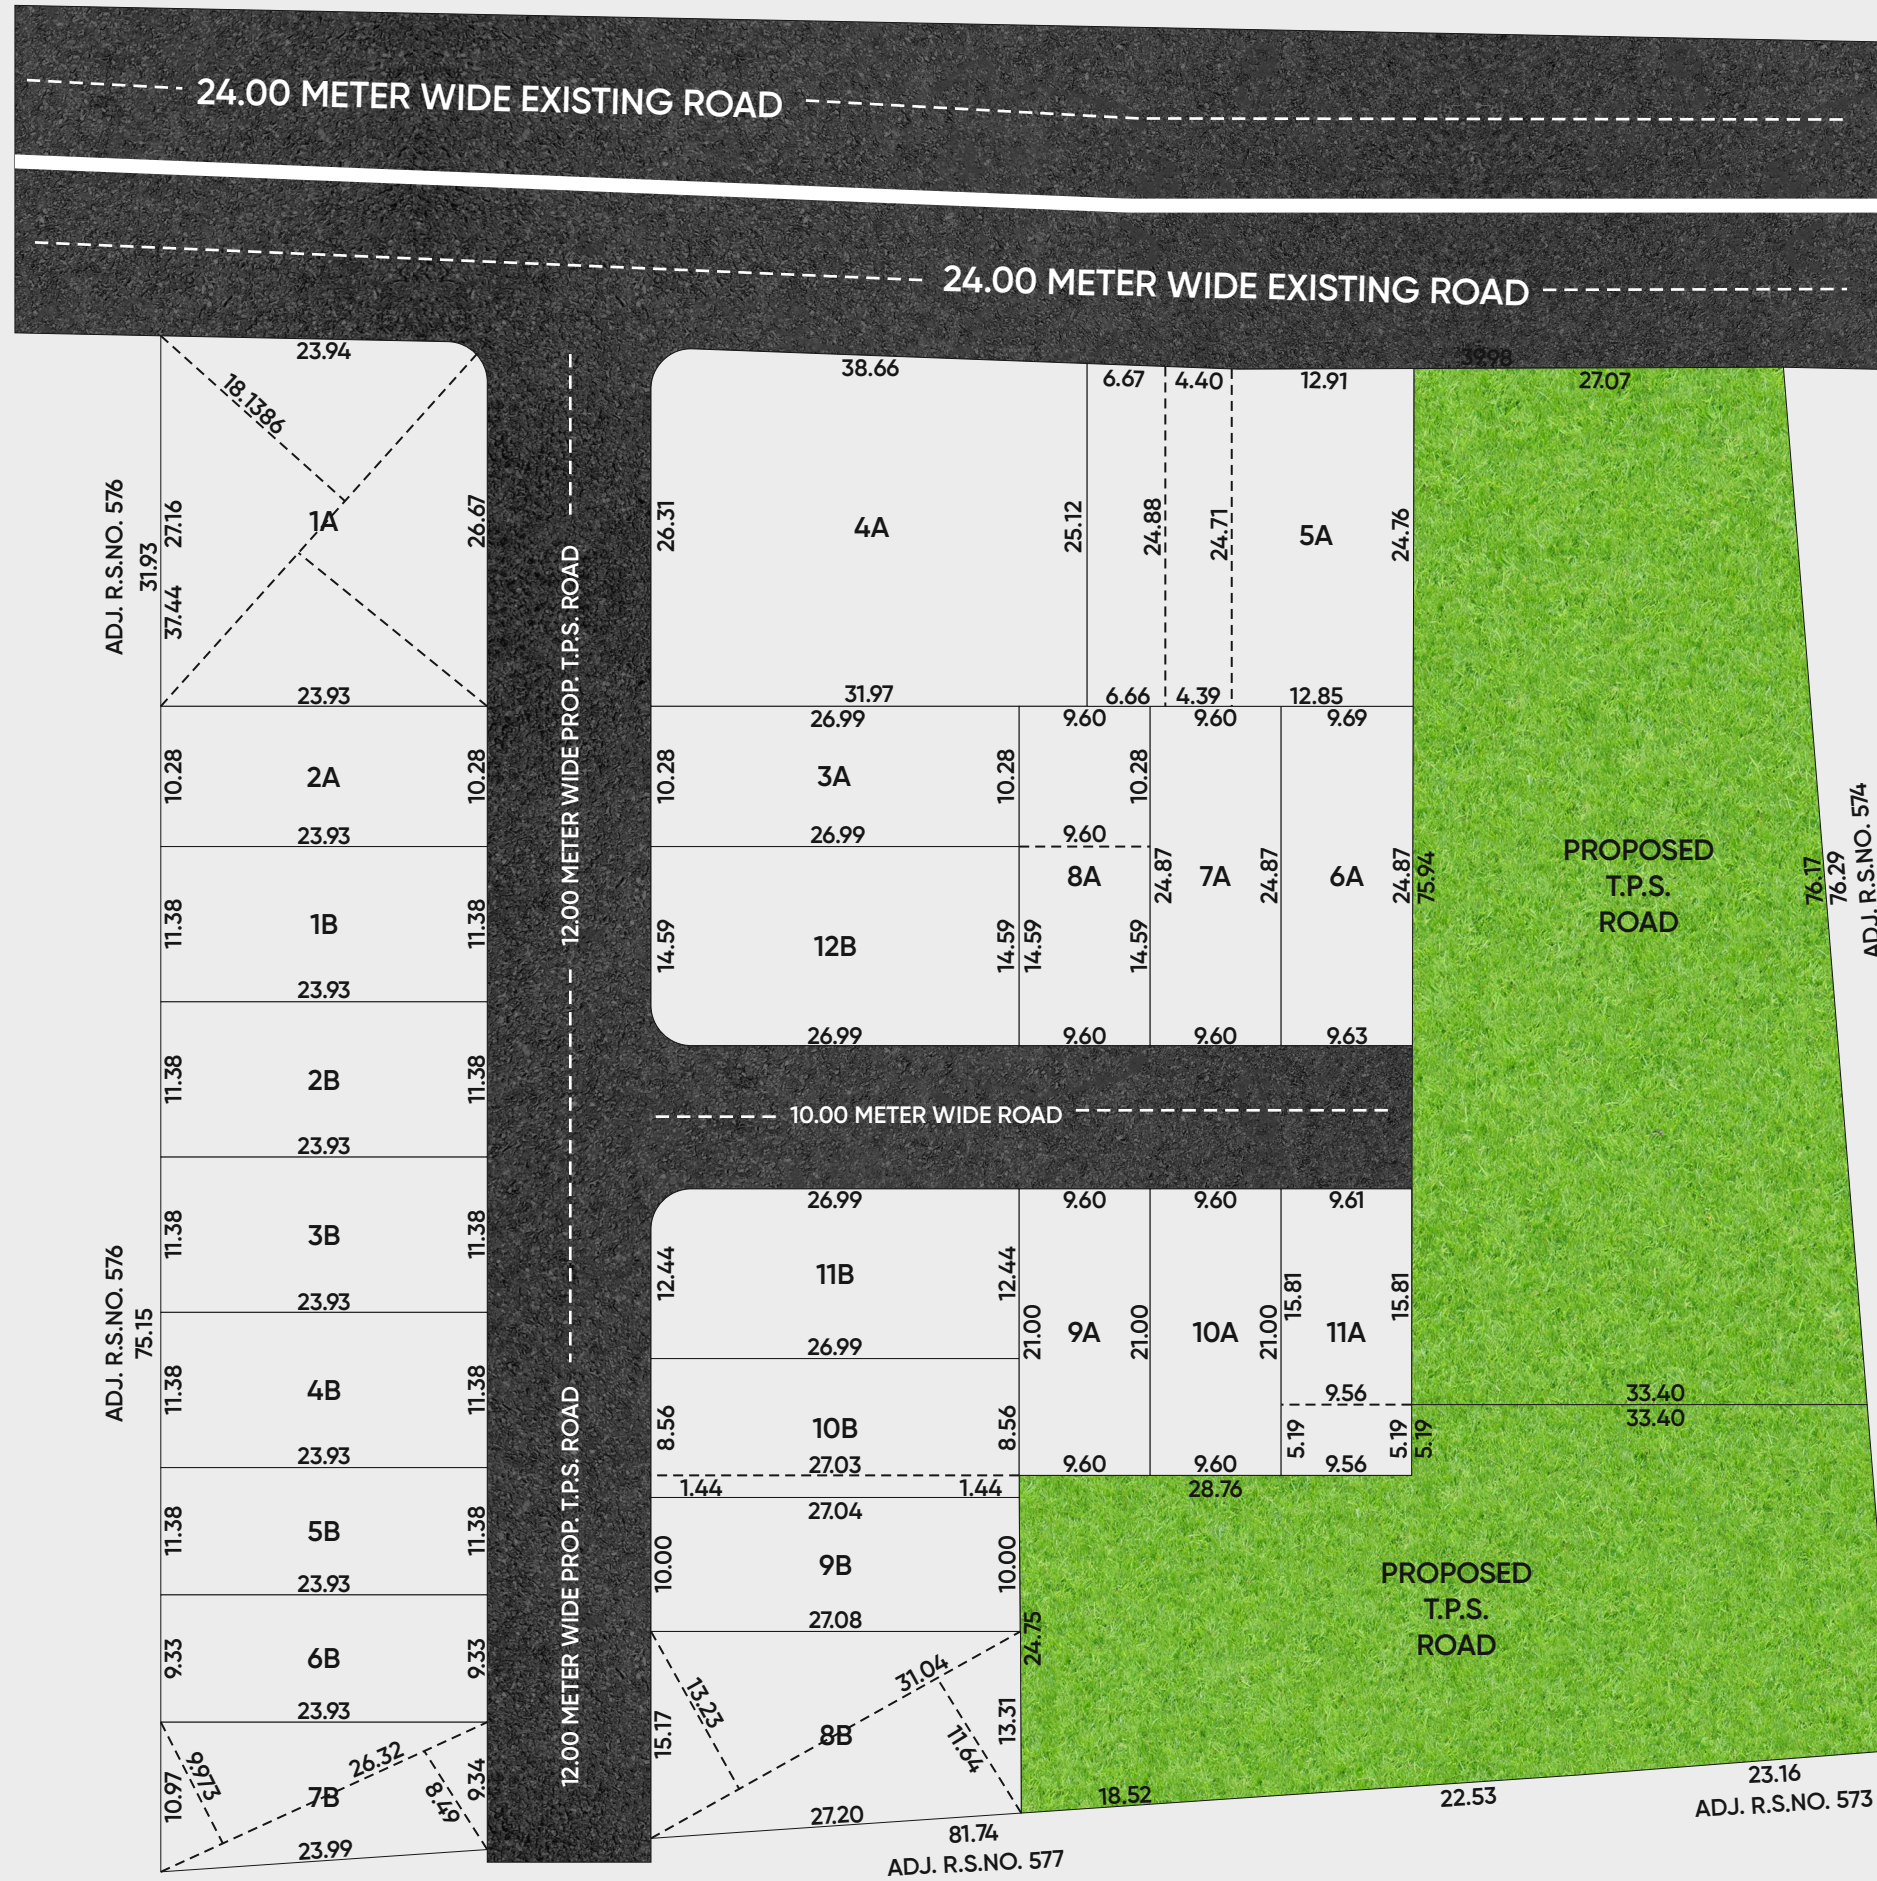 24.00 METER WIDE EXISTING ROAD
24.00 METER WIDE EXISTING ROAD
23.94
18.1386
1A
27.16
37.44
26.67
23.93
ADJ. R.S.NO. 576
31.93
38.66
4A
26.31
25.12
31.97
6.67
4.40
12.91
24.88
24.71
5A
24.76
6.66
4.39
12.85
39.98
27.07
12.00 METER WIDE PROP. T.P.S. ROAD
10.28
2A
10.28
23.93
11.38
1B
11.38
23.93
11.38
2B
11.38
23.93
11.38
3B
11.38
23.93
11.38
4B
11.38
23.93
11.38
5B
11.38
23.93
9.33
6B
9.33
23.93
9.973
10.97
26.32
7B
8.49
9.34
23.99
ADJ. R.S.NO. 576
75.15
12.00 METER WIDE PROP. T.P.S. ROAD
26.99
10.28
3A
10.28
26.99
14.59
12B
14.59
26.99
9.60
10.28
9.60
8A
14.59
14.59
9.60
9.60
24.87
7A
24.87
9.60
9.69
6A
24.87
9.63
75.94
PROPOSED
T.P.S.
ROAD
76.17
76.29
ADJ. R.S.NO. 574
10.00 METER WIDE ROAD
26.99
12.44
11B
12.44
26.99
8.56
10B
8.56
27.03
1.44
1.44
27.04
10.00
9B
10.00
27.08
13.23
31.04
15.17
8B
11.64
13.31
27.20
9.60
21.00
9A
21.00
9.60
9.60
10A
21.00
9.60
9.61
15.81
15.81
11A
9.56
5.19
5.19
9.56
5.19
28.76
33.40
33.40
24.75
PROPOSED
T.P.S.
ROAD
18.52
22.53
23.16
81.74
ADJ. R.S.NO. 577
ADJ. R.S.NO. 573